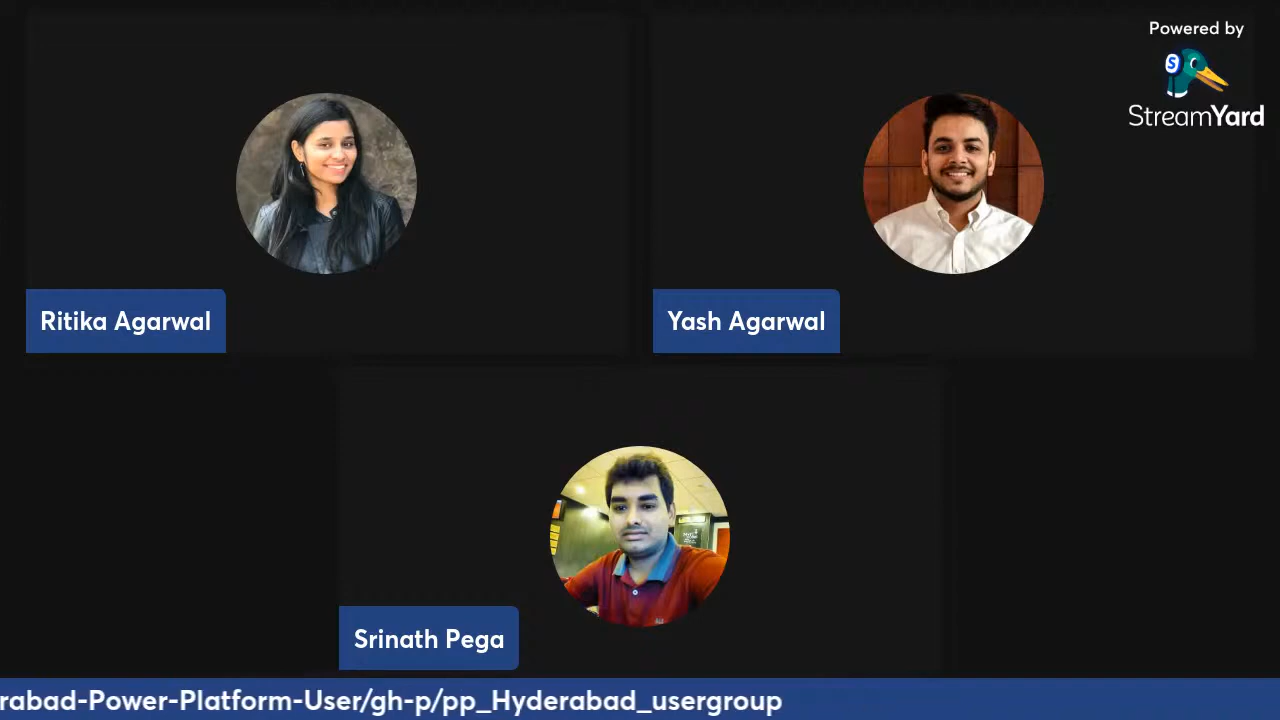 Powered by
S
StreamYard
Ritika Agarwal
Yash Agarwal
Srinath Pega
rabad-Power-Platform-User/gh-p/pp_Hyderabad_usergroup